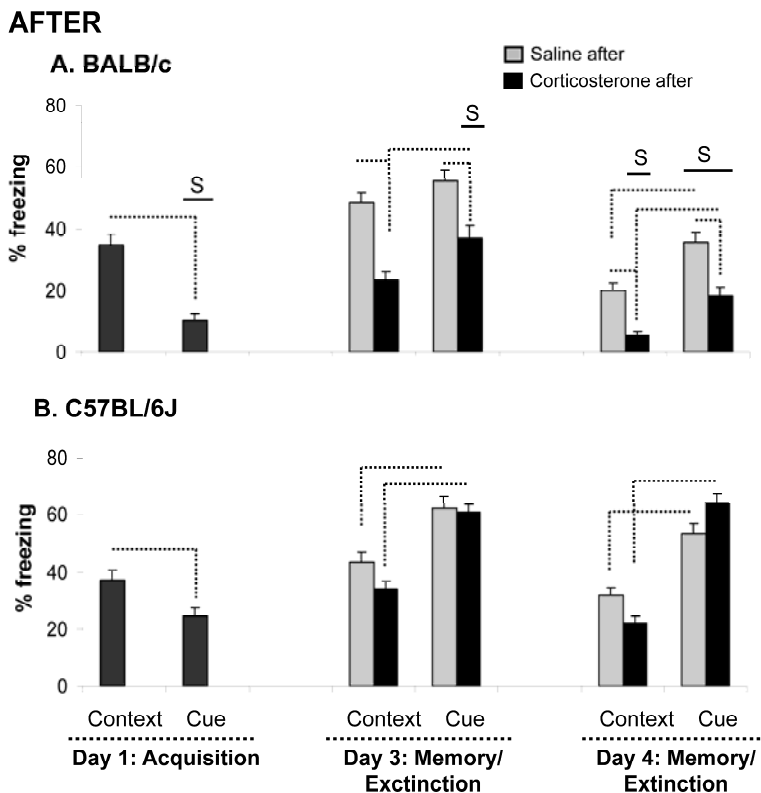 AFTER
A. BALB/c
Saline after
Corticosterone after
80
60
40
20
0
% freezing
S
S
S
S
B. C57BL/6J
80
60
40
20
0
% freezing
Context Cue Context Cue Context Cue
Day 1: Acquisition Day 3: Memory/ Day 4: Memory/
Exctinction Extinction